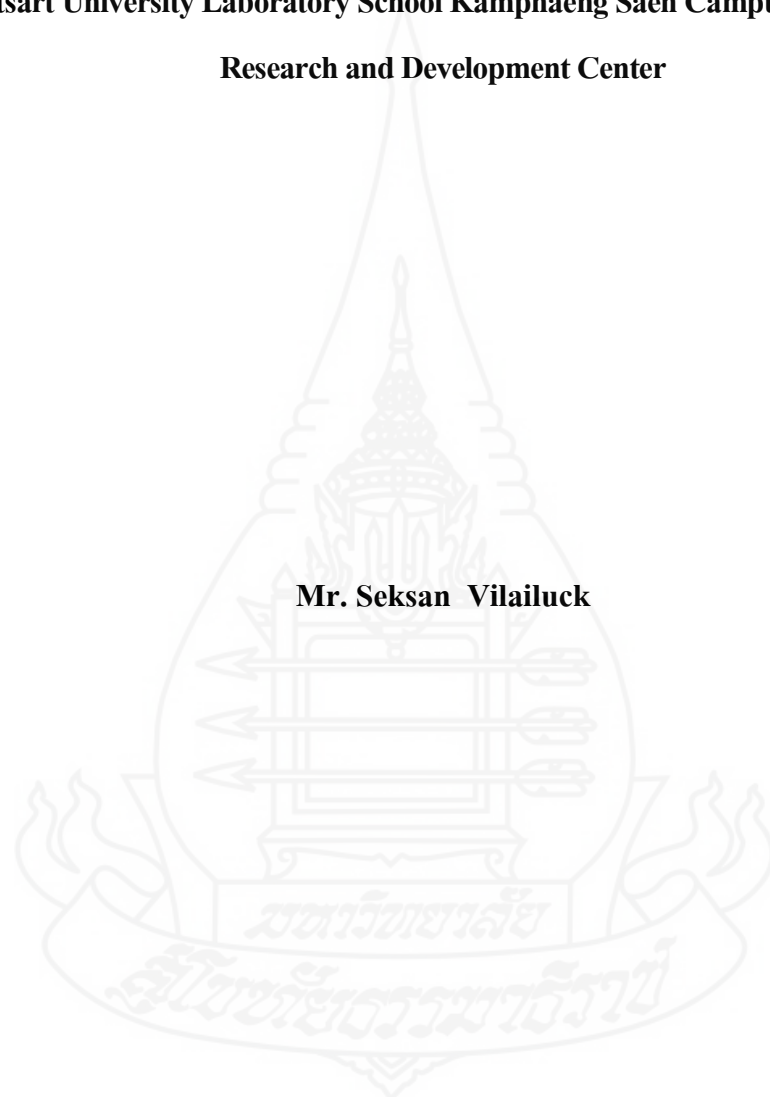 sart University Laboratory School Kamphaeng Saen Campu
Research and Development Center
Mr. Seksan Vilailuck
มหาวิทยาลัย
สุโขทัยธรรมาธิราช